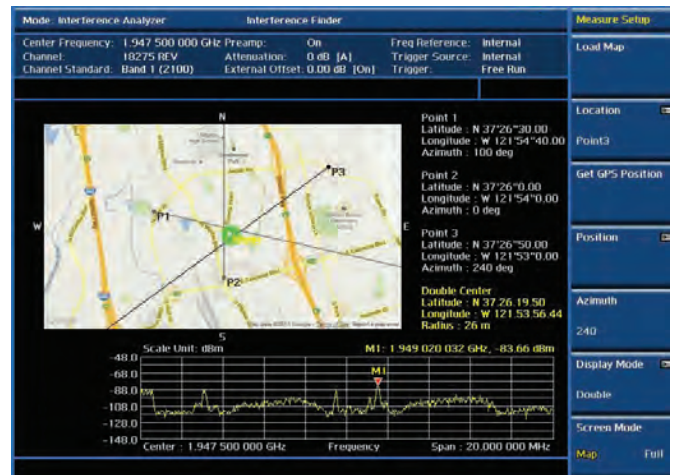 Mode: Interference Analyzer Interference Finder
Measure Setup
Center Frequency: 1.947 500 000 GHz Preamp: On Freq Reference: Internal
Channel: 18275 REV Attenuation: 0 dB [A] Trigger Source: Internal
Channel Standard: Band 1 (2100) External Offset: 0.00 dB [On] Trigger: Free Run
Load Map
Location
Point3
Get GPS Position
Position
Azimuth
240
Display Mode
Double
Screen Mode
Map Full
N
W
E
S
P1
P2
P3
Point 1
Latitude : N 37'26"30.00
Longitude : W 121'54"40.00
Azimuth : 100 deg
Point 2
Latitude : N 37'26"0.00
Longitude : W 121'54"0.00
Azimuth : 0 deg
Point 3
Latitude : N 37'26"50.00
Longitude : W 121'53"0.00
Azimuth : 240 deg
Double Center
Latitude : N 37.26.19.50
Longitude : W 121.53.56.44
Radius : 26 m
Scale Unit: dBm M1: 1.949 020 032 GHz, -83.66 dBm
M1
-48.0
-68.0
-88.0
-108.0
-128.0
-148.0
Center : 1.947 500 000 GHz Frequency Span : 20.000 000 MHz